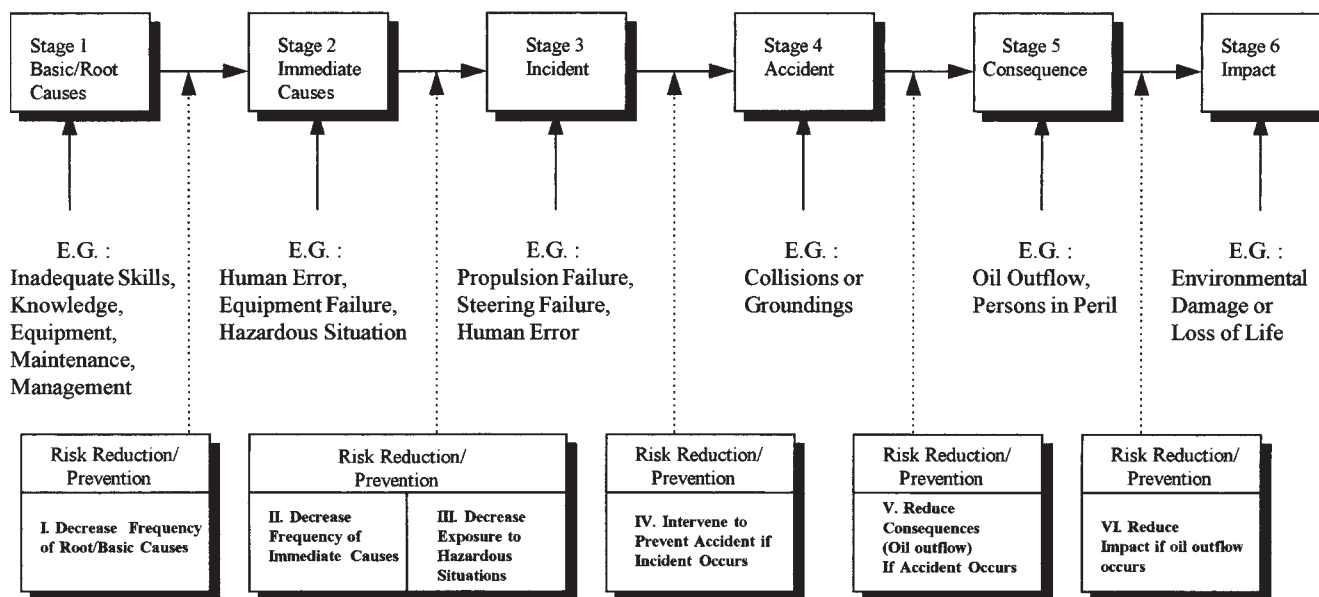 Stage 1
Basic/Root
Causes
Stage 2
Immediate
Causes
Stage 3
Incident
Stage 4
Accident
Stage 5
Consequence
Stage 6
Impact
E.G. :
Inadequate Skills,
Knowledge,
Equipment,
Maintenance,
Management
E.G. :
Human Error,
Equipment Failure,
Hazardous Situation
E.G. :
Propulsion Failure,
Steering Failure,
Human Error
E.G. :
Collisions or
Groundings
E.G. :
Oil Outflow,
Persons in Peril
E.G. :
Environmental
Damage or
Loss of Life
Risk Reduction/
Prevention
I. Decrease Frequency
of Root/Basic Causes
Risk Reduction/
Prevention
II. Decrease
Frequency of
Immediate Causes
III. Decrease
Exposure to
Hazardous
Situations
Risk Reduction/
Prevention
IV. Intervene to
Prevent Accident if
Incident Occurs
Risk Reduction/
Prevention
V. Reduce
Consequences
(Oil outflow)
If Accident Occurs
Risk Reduction/
Prevention
VI. Reduce
Impact if oil outflow
occurs